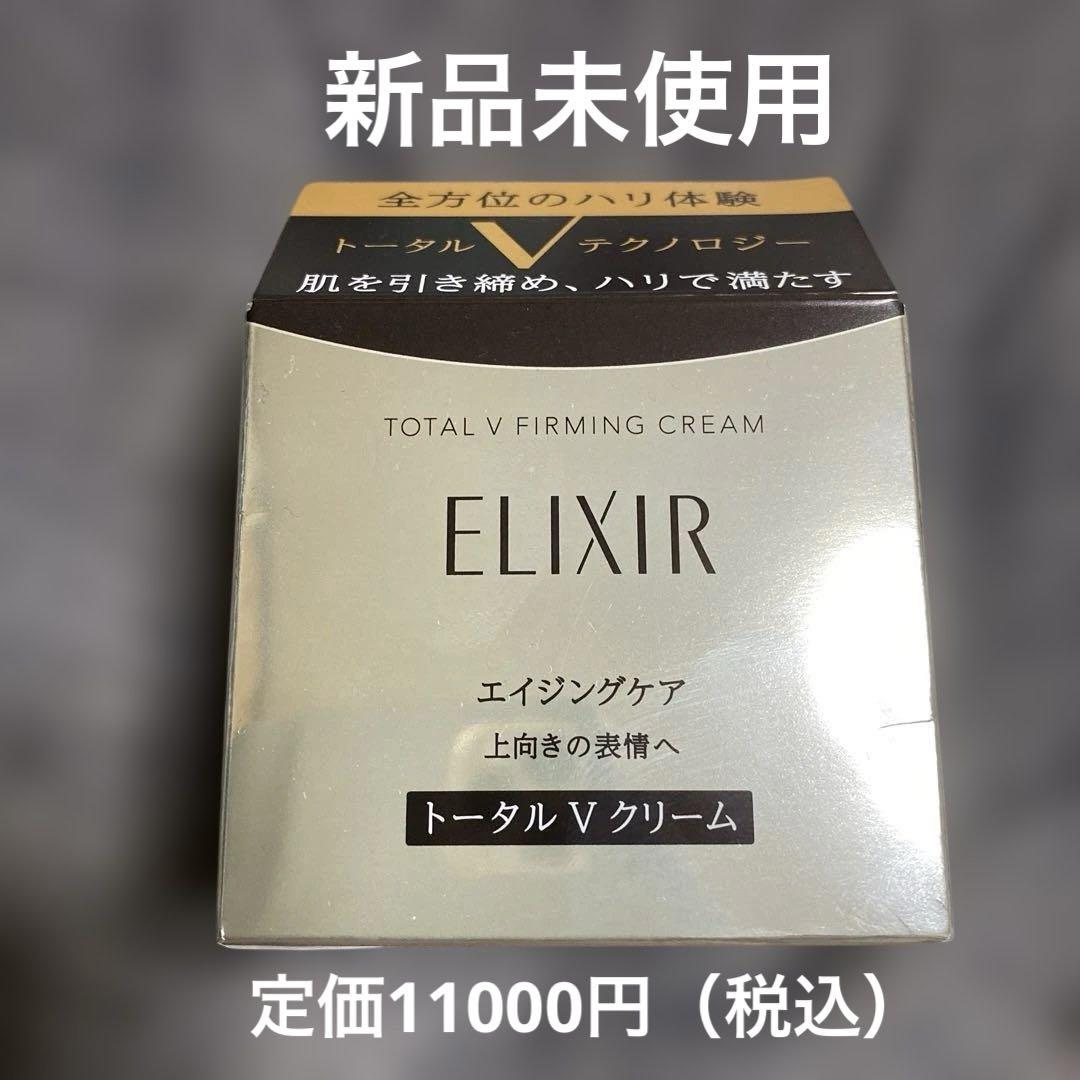 新品未使用
全方位のハリ体験
トータル V テクノロジー
肌を引き締め、ハリで満たす
TOTAL V FIRMING CREAM
ELIXIR
エイジングケア
上向きの表情へ
トータル V クリーム
定価11000円（税込）